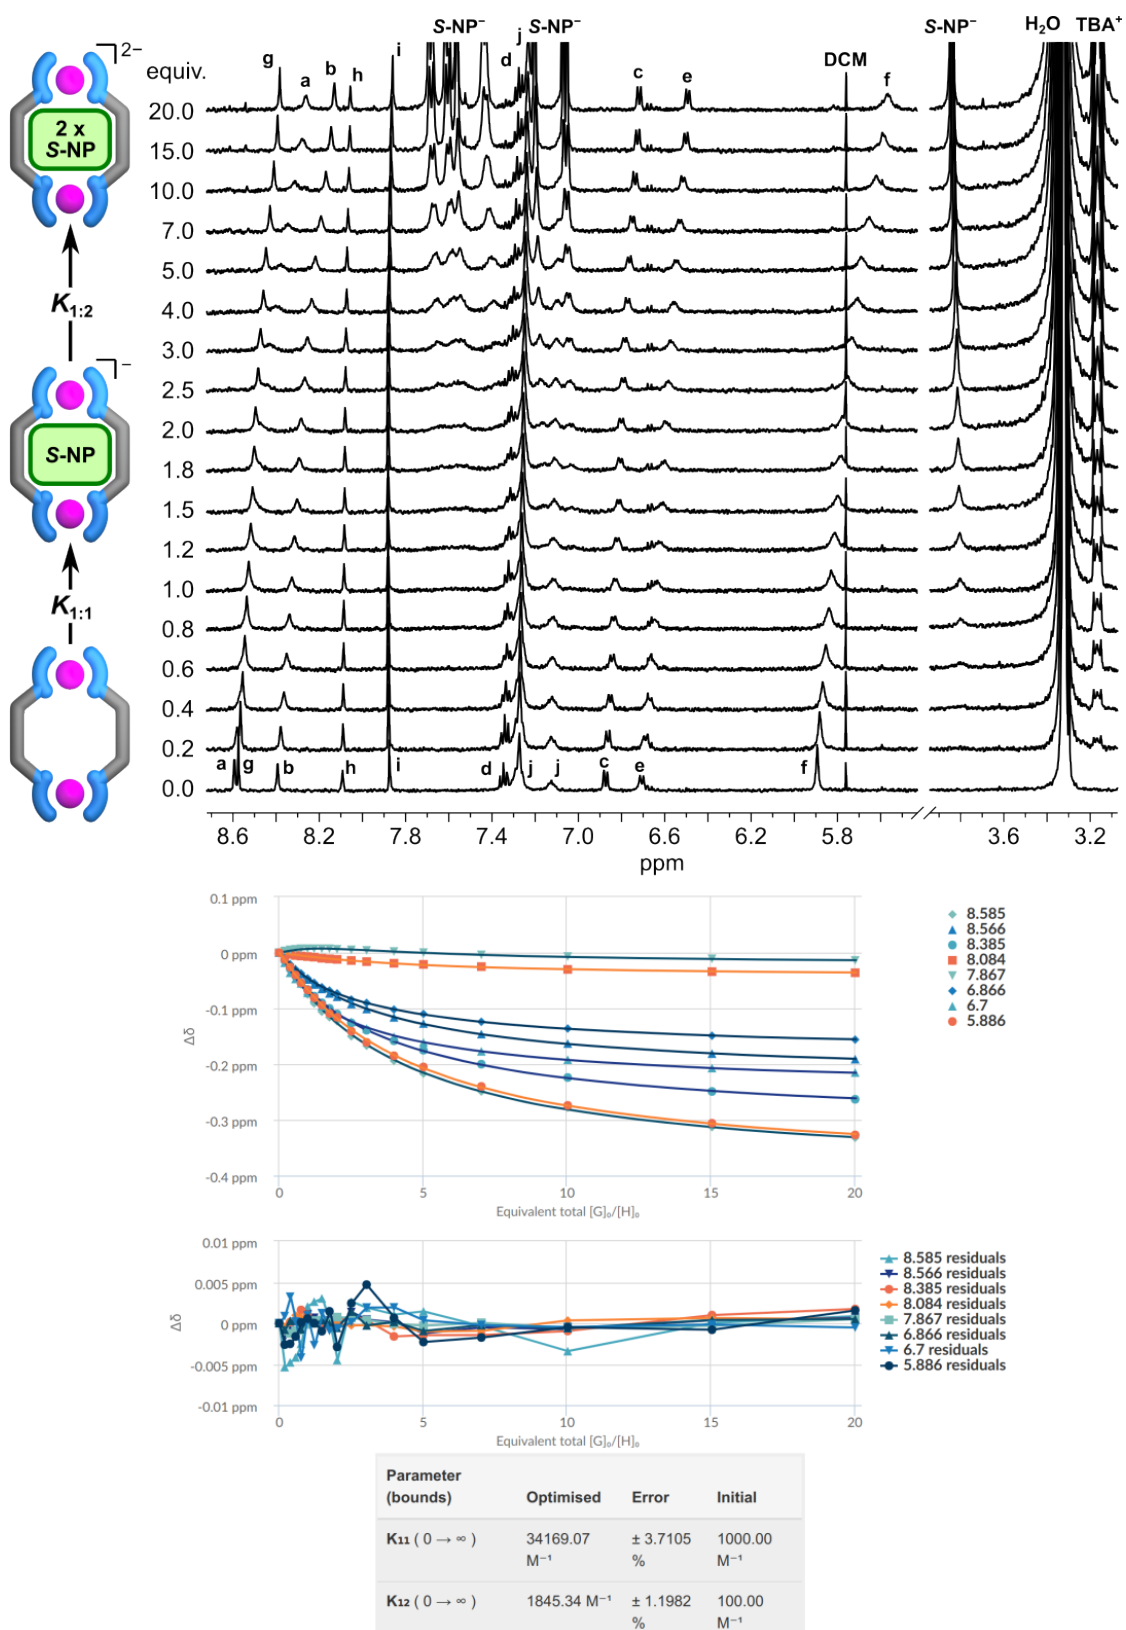 S-NP⁻
S-NP⁻
S-NP⁻
H₂O
TBA⁺
2–
equiv.
g
a
b
h
i
d
j
c
e
DCM
f
20.0
2 x
S-NP
15.0
10.0
7.0
5.0
K1:2
4.0
3.0
–
2.5
2.0
S-NP
1.8
1.5
1.2
1.0
K1:1
0.8
0.6
0.4
0.2
a
g
b
h
i
d
j
j
c
e
f
0.0
8.6 8.2 7.8 7.4 7.0 6.6 6.2 5.8 3.6 3.2
ppm
0.1 ppm
0 ppm
-0.1 ppm
-0.2 ppm
-0.3 ppm
-0.4 ppm
Δδ
0 5 10 15 20
Equivalent total [G]₀/[H]₀
8.585
8.566
8.385
8.084
7.867
6.866
6.7
5.886
0.01 ppm
0.005 ppm
0 ppm
-0.005 ppm
-0.01 ppm
Δδ
0 5 10 15 20
Equivalent total [G]₀/[H]₀
8.585 residuals
8.566 residuals
8.385 residuals
8.084 residuals
7.867 residuals
6.866 residuals
6.7 residuals
5.886 residuals
Parameter
(bounds) Optimised Error Initial
K₁₁ ( 0 → ∞ ) 34169.07 ± 3.7105 1000.00
M⁻¹ % M⁻¹
K₁₂ ( 0 → ∞ ) 1845.34 M⁻¹ ± 1.1982 100.00
% M⁻¹